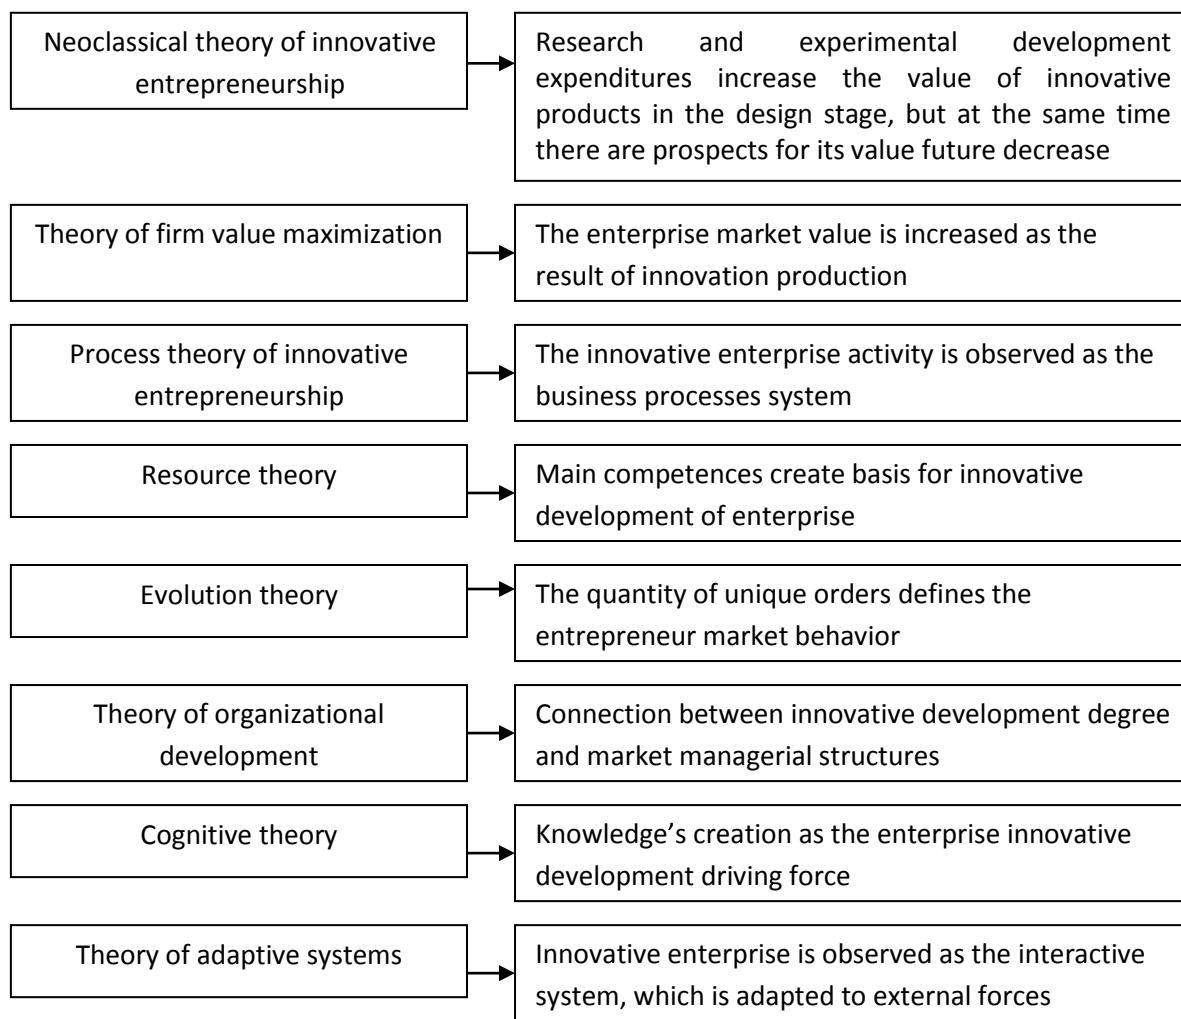 Neoclassical theory of innovative
entrepreneurship
Research and experimental development
expenditures increase the value of innovative
products in the design stage, but at the same time
there are prospects for its value future decrease
Theory of firm value maximization
The enterprise market value is increased as the
result of innovation production
Process theory of innovative
entrepreneurship
The innovative enterprise activity is observed as the
business processes system
Resource theory
Main competences create basis for innovative
development of enterprise
Evolution theory
The quantity of unique orders defines the
entrepreneur market behavior
Theory of organizational
development
Connection between innovative development degree
and market managerial structures
Cognitive theory
Knowledge’s creation as the enterprise innovative
development driving force
Theory of adaptive systems
Innovative enterprise is observed as the interactive
system, which is adapted to external forces